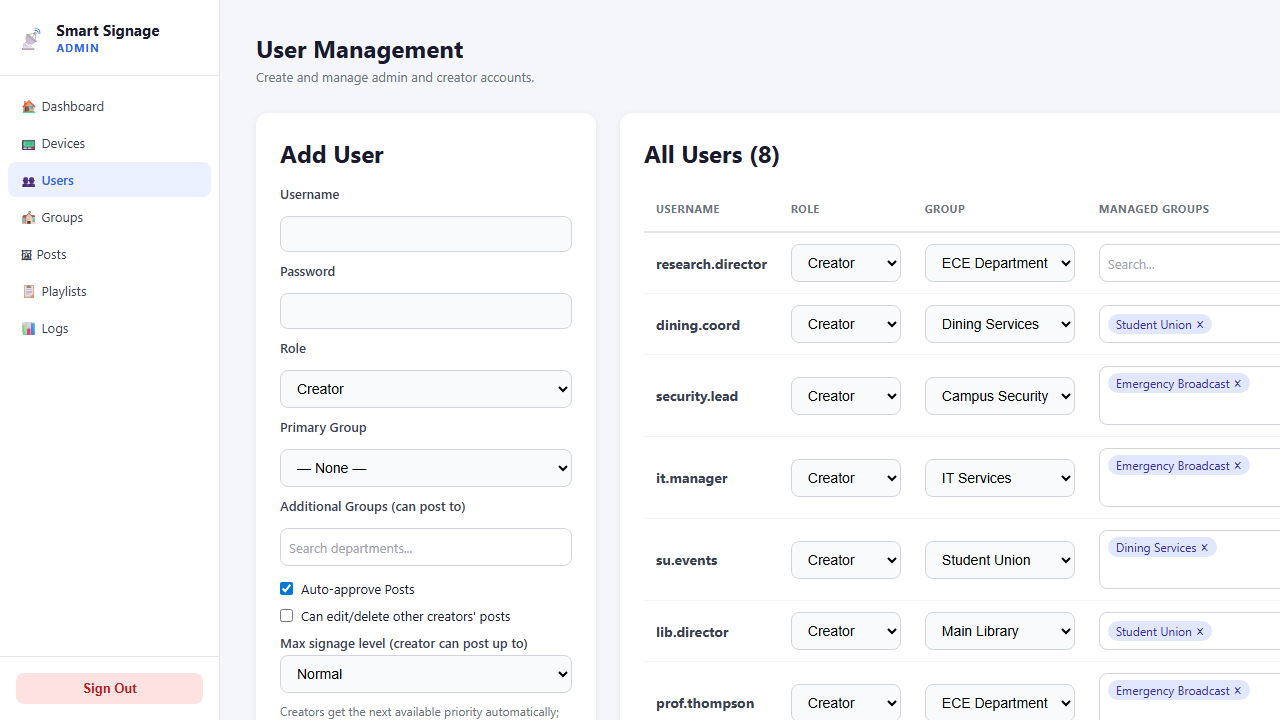 Smart Signage
ADMIN
Dashboard
Devices
Users
Groups
Posts
Playlists
Logs
Sign Out
User Management
Create and manage admin and creator accounts.
Add User
Username
Password
Role
Creator
Primary Group
— None —
Additional Groups (can post to)
Search departments...
Auto-approve Posts
Can edit/delete other creators' posts
Max signage level (creator can post up to)
Normal
Creators get the next available priority automatically;
All Users (8)
USERNAME ROLE GROUP MANAGED GROUPS
research.director Creator ECE Department Search...
dining.coord Creator Dining Services Student Union ×
security.lead Creator Campus Security Emergency Broadcast ×
it.manager Creator IT Services Emergency Broadcast ×
su.events Creator Student Union Dining Services ×
lib.director Creator Main Library Student Union ×
prof.thompson Creator ECE Department Emergency Broadcast ×